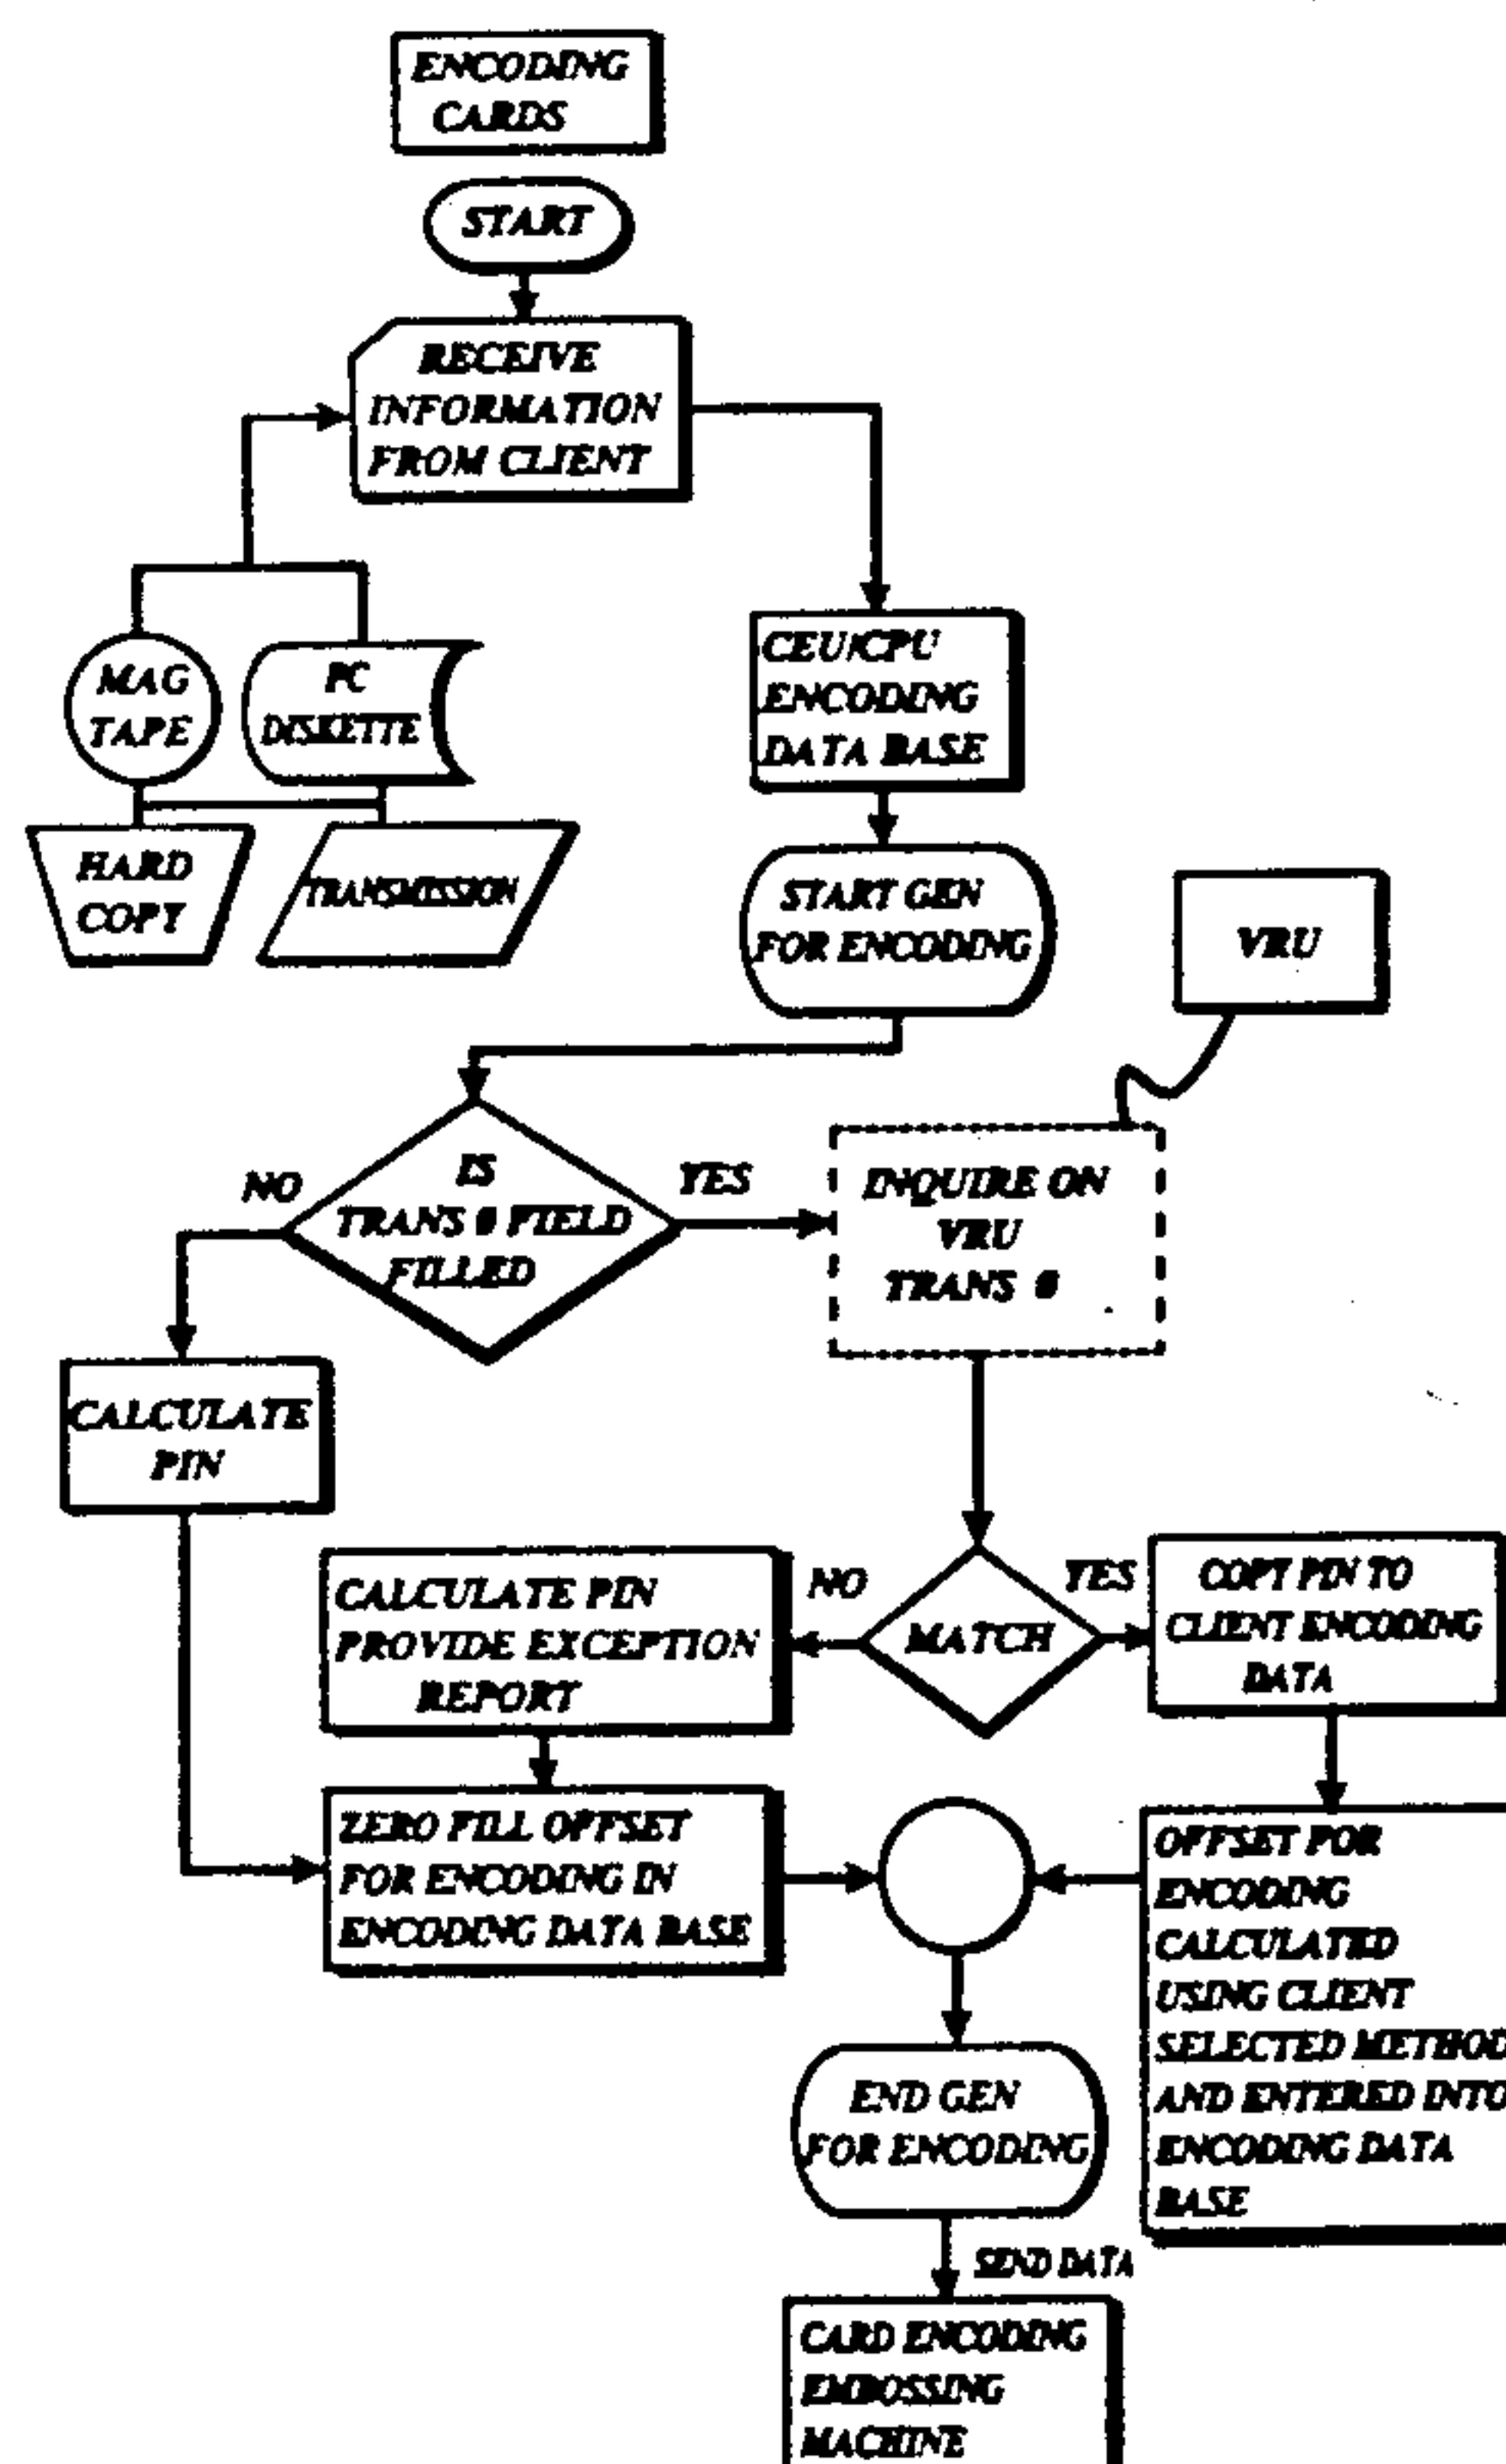 ENCODING
CARDS
START
RECEIVE
INFORMATION
FROM CLIENT
MAG
TAPE
PC
DISKETTE
HARD
COPY
TRANSMISSION
CEU/CPU
ENCODING
DATA BASE
START GEN
FOR ENCODING
VRU
IS
TRANS # FIELD
FILLED
NO
YES
INQUIRE ON
VRU
TRANS #
CALCULATE
PIN
MATCH
NO
YES
CALCULATE PIN
PROVIDE EXCEPTION
REPORT
COPY PIN TO
CLIENT ENCODING
DATA
ZERO FILL OFFSET
FOR ENCODING IN
ENCODING DATA BASE
OFFSET FOR
ENCODING
CALCULATED
USING CLIENT
SELECTED METHOD
AND ENTERED INTO
ENCODING DATA
BASE
END GEN
FOR ENCODING
SEND DATA
CARD ENCODING
EMBOSSING
MACHINE